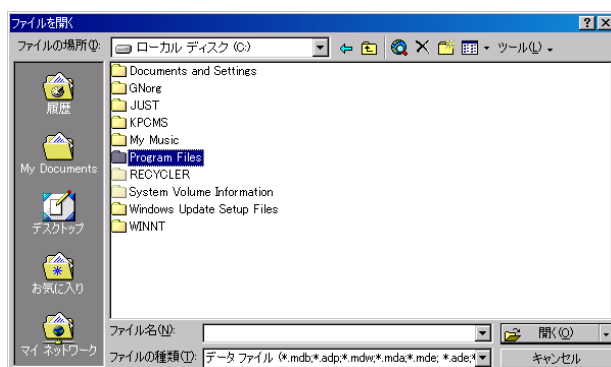 ファイルを開く
ファイルの場所(I): ローカル ディスク (C:) ツール(L)
履歴
My Documents
デスクトップ
お気に入り
マイ ネットワーク
Documents and Settings
GNorg
JUST
KPCMS
My Music
Program Files
RECYCLER
System Volume Information
Windows Update Setup Files
WINNT
ファイル名(N): 開く(O)
ファイルの種類(T): データ ファイル (*.mdb;*.adp;*.mdw;*.mda;*.mde; *.ade; キャンセル